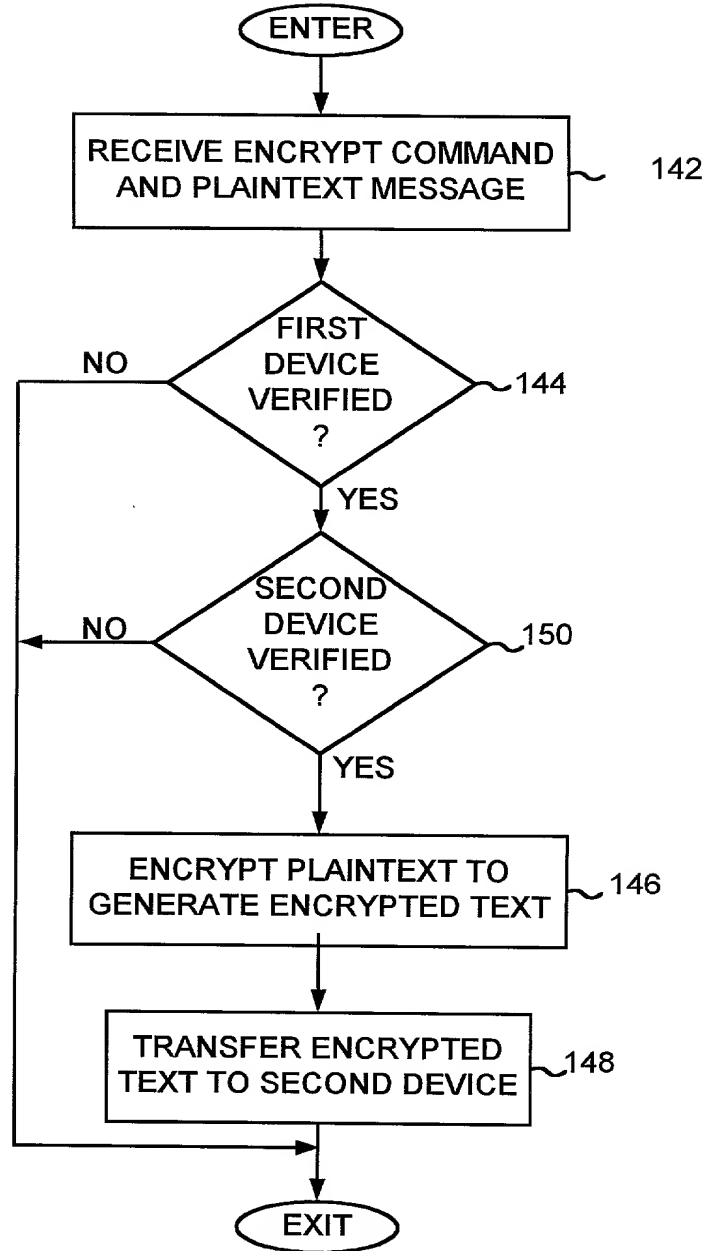 ENTER
RECEIVE ENCRYPT COMMAND
AND PLAINTEXT MESSAGE
142
FIRST
DEVICE
VERIFIED
?
NO
144
YES
SECOND
DEVICE
VERIFIED
?
NO
150
YES
ENCRYPT PLAINTEXT TO
GENERATE ENCRYPTED TEXT
146
TRANSFER ENCRYPTED
TEXT TO SECOND DEVICE
148
EXIT